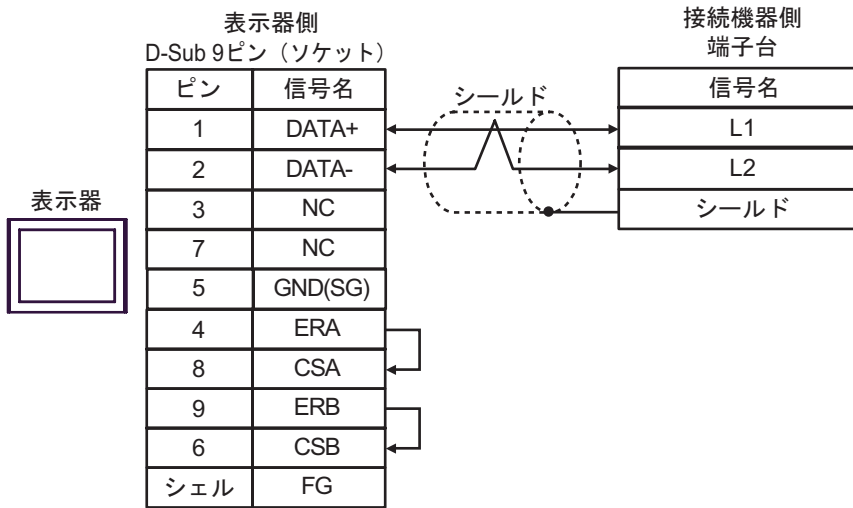 表示器側
D-Sub 9ピン（ソケット）
ピン 信号名
1 DATA+
2 DATA-
3 NC
7 NC
5 GND(SG)
4 ERA
8 CSA
9 ERB
6 CSB
シェル FG
表示器
シールド
接続機器側
端子台
信号名
L1
L2
シールド